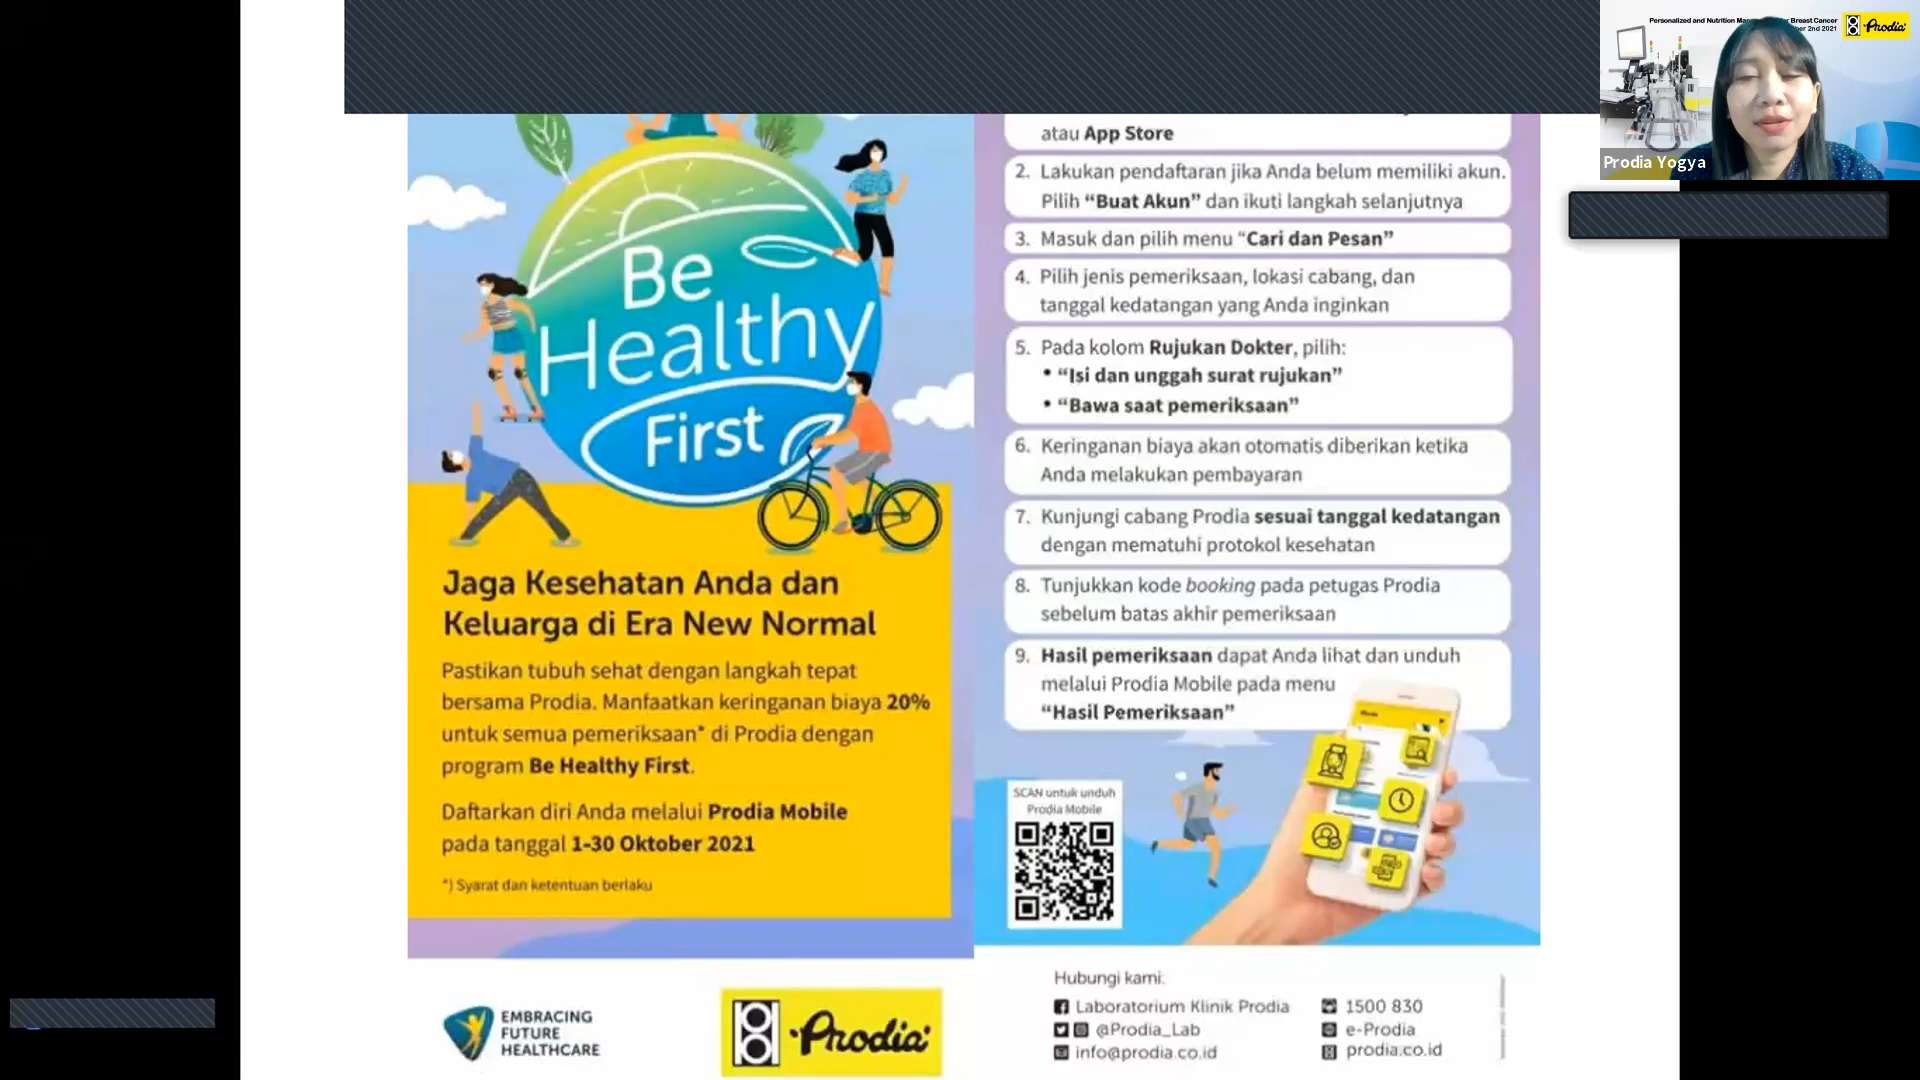 Personalized and Nutrition
Breast Cancer
2nd 2021
Prodia
Prodia Yogya
Be
Healthy
First
Jaga Kesehatan Anda dan
Keluarga di Era New Normal
Pastikan tubuh sehat dengan langkah tepat
bersama Prodia. Manfaatkan keringanan biaya 20%
untuk semua pemeriksaan* di Prodia dengan
program Be Healthy First.
Daftarkan diri Anda melalui Prodia Mobile
pada tanggal 1-30 Oktober 2021
*) Syarat dan ketentuan berlaku
atau App Store
2. Lakukan pendaftaran jika Anda belum memiliki akun.
Pilih “Buat Akun” dan ikuti langkah selanjutnya
3. Masuk dan pilih menu “Cari dan Pesan”
4. Pilih jenis pemeriksaan, lokasi cabang, dan
tanggal kedatangan yang Anda inginkan
5. Pada kolom Rujukan Dokter, pilih:
• “Isi dan unggah surat rujukan”
• “Bawa saat pemeriksaan”
6. Keringanan biaya akan otomatis diberikan ketika
Anda melakukan pembayaran
7. Kunjungi cabang Prodia sesuai tanggal kedatangan
dengan mematuhi protokol kesehatan
8. Tunjukkan kode booking pada petugas Prodia
sebelum batas akhir pemeriksaan
9. Hasil pemeriksaan dapat Anda lihat dan unduh
melalui Prodia Mobile pada menu
“Hasil Pemeriksaan”
SCAN untuk unduh
Prodia Mobile
EMBRACING
FUTURE
HEALTHCARE
Prodia
Hubungi kami:
Laboratorium Klinik Prodia
@Prodia_Lab
info@prodia.co.id
1500 830
e-Prodia
prodia.co.id